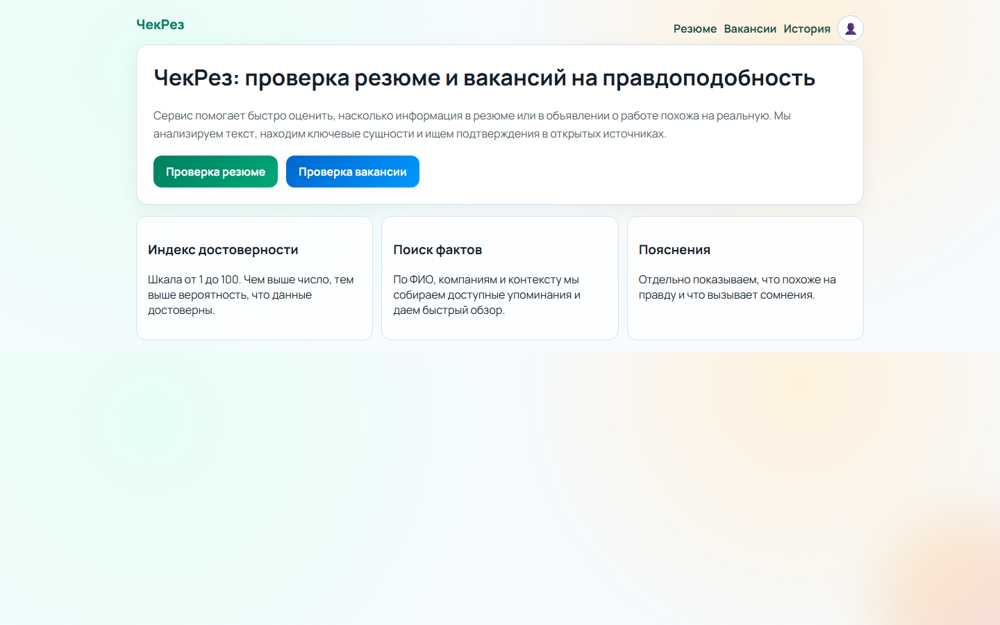 ЧекРез
Резюме Вакансии История
ЧекРез: проверка резюме и вакансий на правдоподобность
Сервис помогает быстро оценить, насколько информация в резюме или в объявлении о работе похожа на реальную. Мы
анализируем текст, находим ключевые сущности и ищем подтверждения в открытых источниках.
Проверка резюме
Проверка вакансии
Индекс достоверности
Шкала от 1 до 100. Чем выше число, тем
выше вероятность, что данные
достоверны.
Поиск фактов
По ФИО, компаниям и контексту мы
собираем доступные упоминания и
даем быстрый обзор.
Пояснения
Отдельно показываем, что похоже на
правду и что вызывает сомнения.